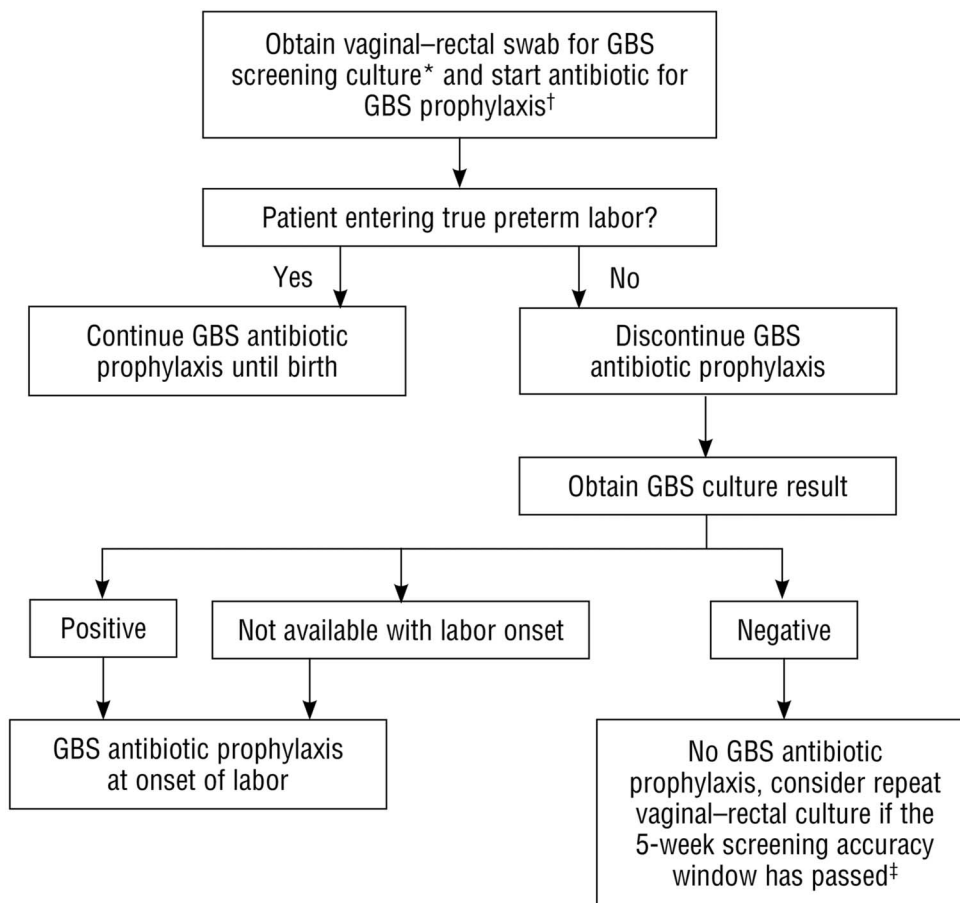 Obtain vaginal–rectal swab for GBS
screening culture* and start antibiotic for
GBS prophylaxis†
Patient entering true preterm labor?
Yes
No
Continue GBS antibiotic
prophylaxis until birth
Discontinue GBS
antibiotic prophylaxis
Obtain GBS culture result
Positive
Not available with labor onset
Negative
GBS antibiotic prophylaxis
at onset of labor
No GBS antibiotic
prophylaxis, consider repeat
vaginal–rectal culture if the
5-week screening accuracy
window has passed‡